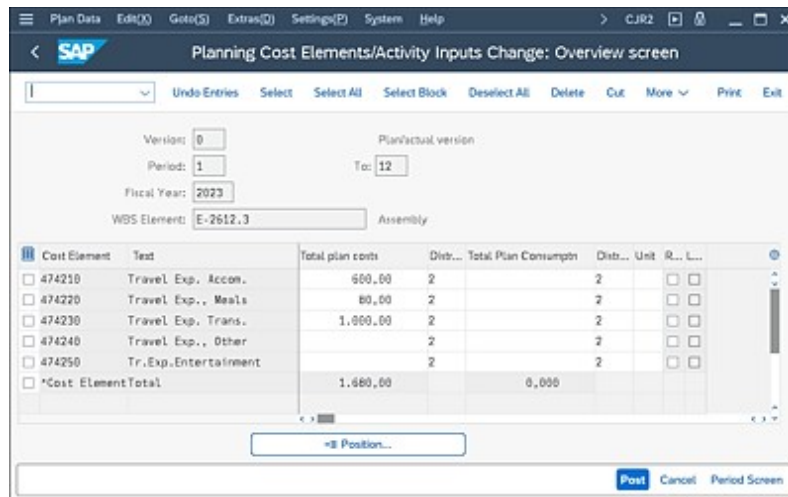 Plan Data Edit(X) Goto(S) Extras(D) Settings(P) System Help CJR2
SAP Planning Cost Elements/Activity Inputs Change: Overview screen
Undo Entries Select Select All Select Block Deselect All Delete Cut More Print Exit
Version: 0 Plan/actual version
Period: 1 To: 12
Fiscal Year: 2023
WBS Element: E-2612.3 Assembly
Cost Element Text Total plan costs Distr... Total Plan Consumptn Distr... Unit R... L...
474210 Travel Exp. Accom. 600,00 2 2
474220 Travel Exp., Meals 80,00 2 2
474230 Travel Exp. Trans. 1.000,00 2 2
474240 Travel Exp., Other 2 2
474250 Tr.Exp.Entertainment 2 2
*Cost Element Total 1.680,00 0,000
Position...
Post Cancel Period Screen